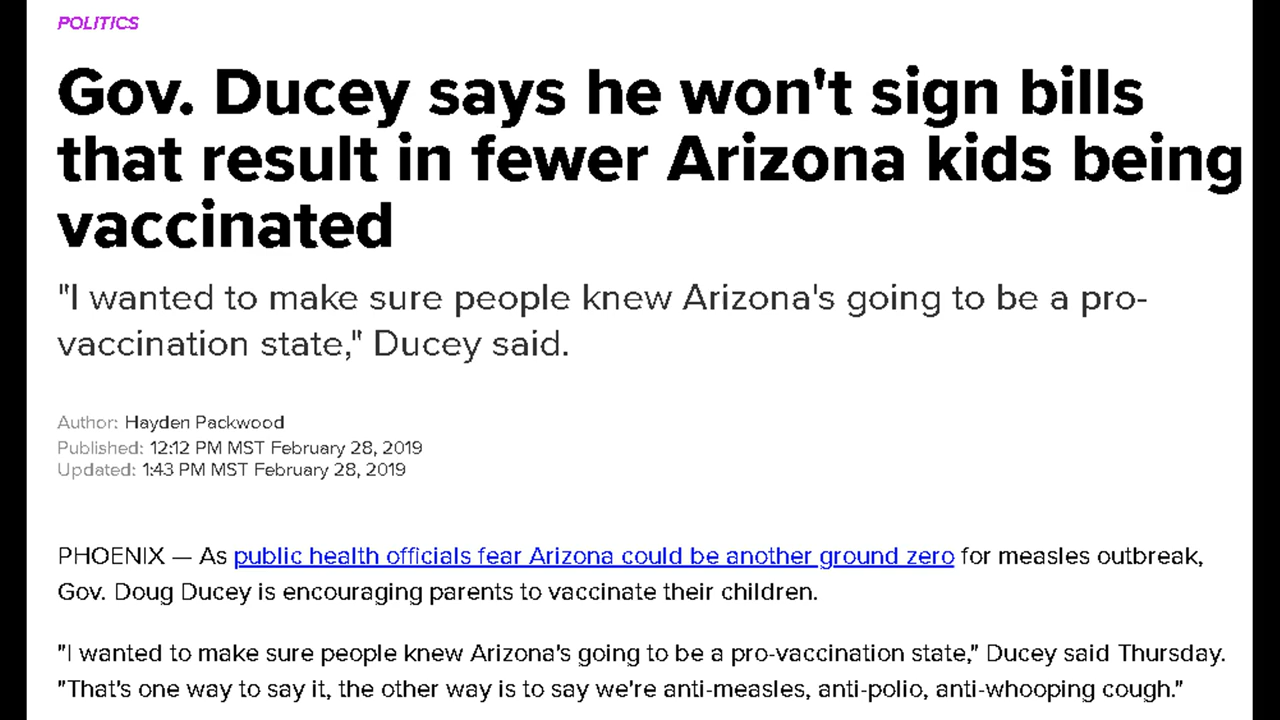 POLITICS
Gov. Ducey says he won't sign bills
that result in fewer Arizona kids being
vaccinated
"I wanted to make sure people knew Arizona's going to be a pro-
vaccination state," Ducey said.
Author: Hayden Packwood
Published: 12:12 PM MST February 28, 2019
Updated: 1:43 PM MST February 28, 2019
PHOENIX — As public health officials fear Arizona could be another ground zero for measles outbreak,
Gov. Doug Ducey is encouraging parents to vaccinate their children.
"I wanted to make sure people knew Arizona's going to be a pro-vaccination state," Ducey said Thursday.
"That's one way to say it, the other way is to say we're anti-measles, anti-polio, anti-whooping cough."